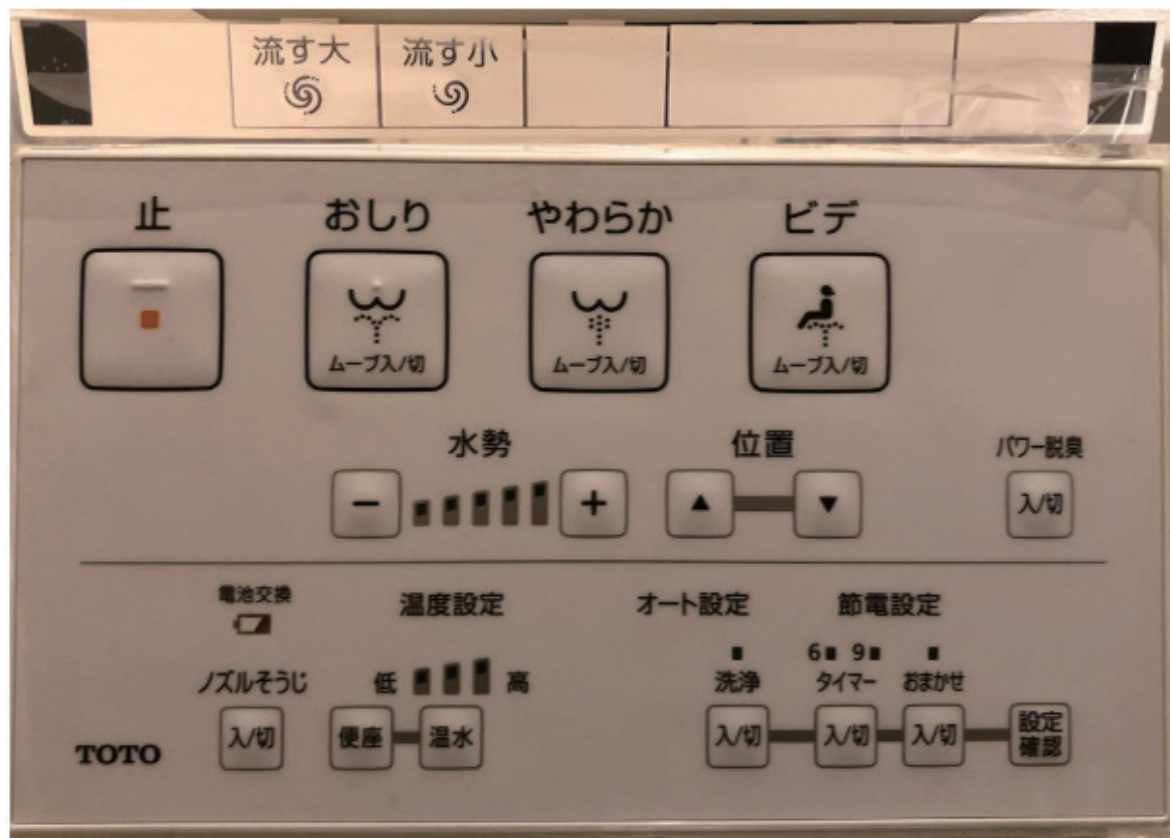 流す大 流す小
止 おしり やわらか ビデ
ムーブ入/切 ムーブ入/切 ムーブ入/切
水勢 位置 パワー脱臭
− + ▲ ▼ 入/切
電池交換 温度設定 オート設定 節電設定
6 9
ノズルそうじ 低 高 洗浄 タイマー おまかせ
入/切 便座 温水 入/切 入/切 入/切 設定確認
TOTO